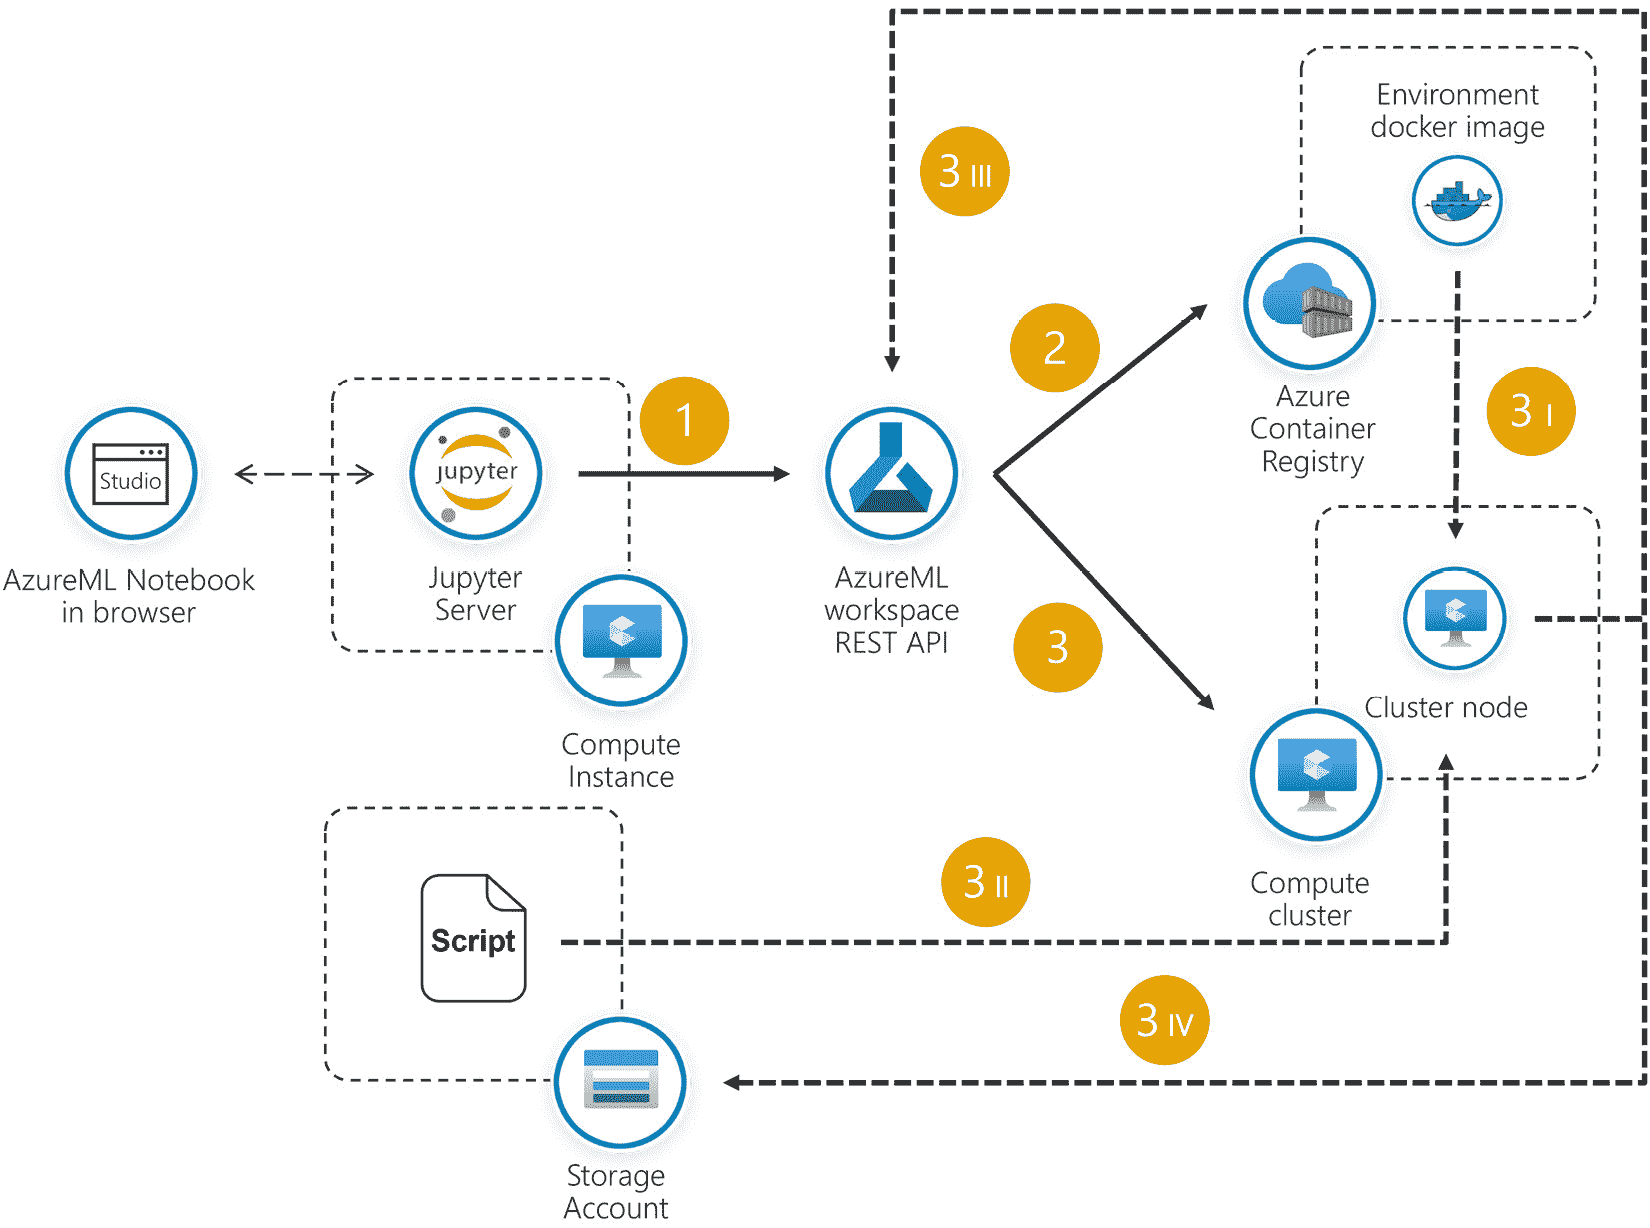 Environment
docker image
3 III
2
Azure
Container
Registry
3 I
1
Studio
jupyter
AzureML Notebook
in browser
Jupyter
Server
AzureML
workspace
REST API
3
Cluster node
Compute
Instance
Compute
cluster
3 II
Script
3 IV
Storage
Account